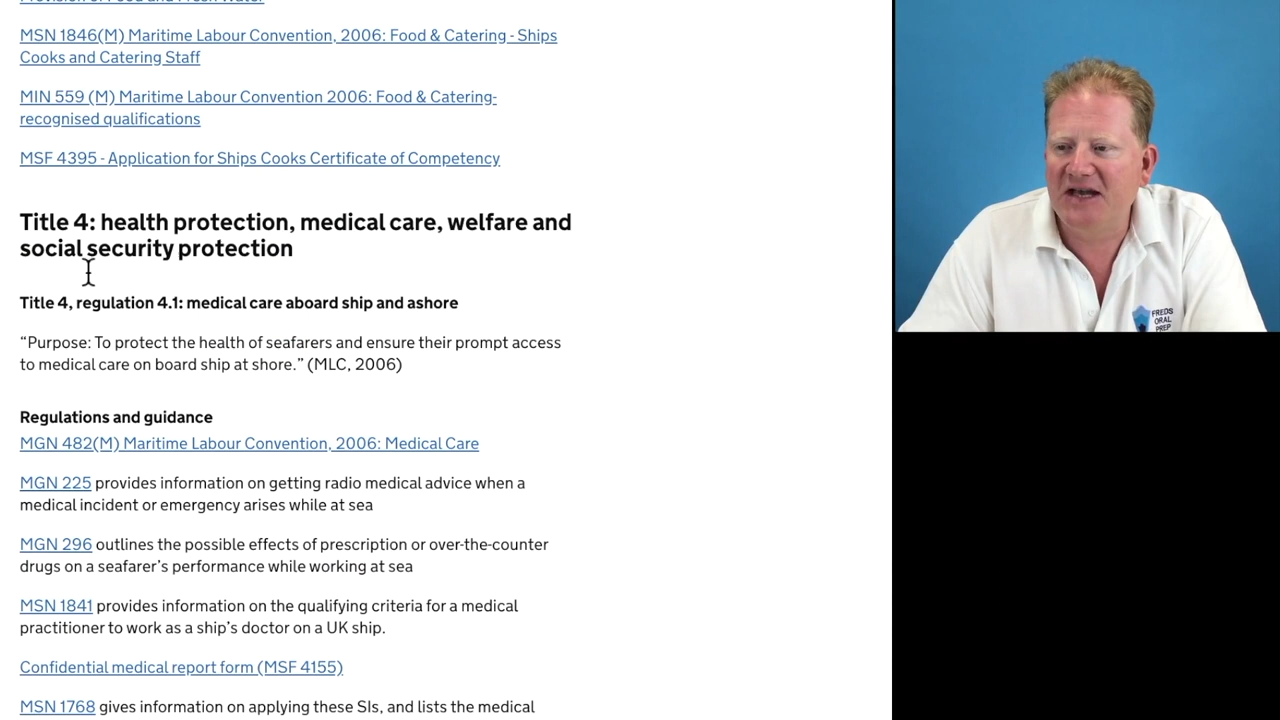 MSN 1846(M) Maritime Labour Convention, 2006: Food & Catering - Ships
Cooks and Catering Staff
MIN 559 (M) Maritime Labour Convention 2006: Food & Catering-
recognised qualifications
MSF 4395 - Application for Ships Cooks Certificate of Competency
Title 4: health protection, medical care, welfare and
social security protection
Title 4, regulation 4.1: medical care aboard ship and ashore
“Purpose: To protect the health of seafarers and ensure their prompt access
to medical care on board ship at shore.” (MLC, 2006)
Regulations and guidance
MGN 482(M) Maritime Labour Convention, 2006: Medical Care
MGN 225 provides information on getting radio medical advice when a
medical incident or emergency arises while at sea
MGN 296 outlines the possible effects of prescription or over-the-counter
drugs on a seafarer’s performance while working at sea
MSN 1841 provides information on the qualifying criteria for a medical
practitioner to work as a ship’s doctor on a UK ship.
Confidential medical report form (MSF 4155)
MSN 1768 gives information on applying these SIs, and lists the medical
FREDS
ORAL
PREP